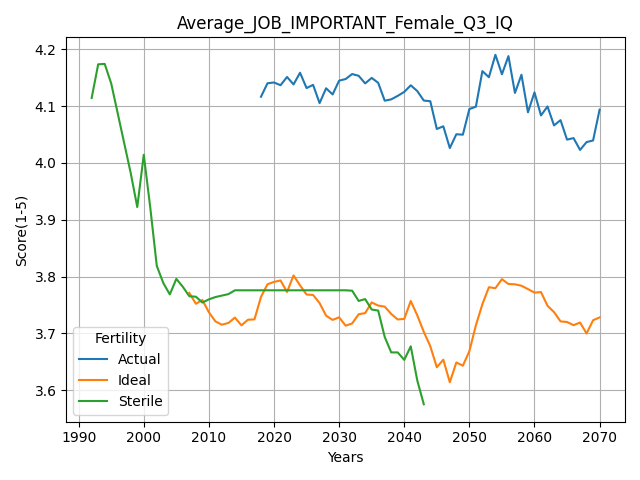 Average_JOB_IMPORTANT_Female_Q3_IQ
Score(1-5)
4.2
4.1
4.0
3.9
3.8
3.7
3.6
Fertility
Actual
Ideal
Sterile
1990 2000 2010 2020 2030 2040 2050 2060 2070
Years